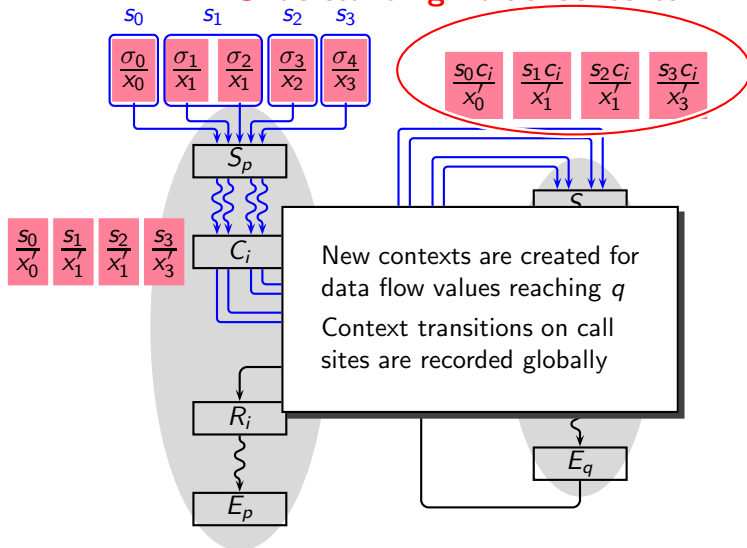 s0 s1 s2 s3
σ0/x0 σ1/x1 σ2/x1 σ3/x2 σ4/x3
s0ci/x′0 s1ci/x′1 s2ci/x′1 s3ci/x′3
Sp
S
s0/x′0 s1/x′1 s2/x′1 s3/x′3
Ci
New contexts are created for
data flow values reaching q
Context transitions on call
sites are recorded globally
Ri
Eq
Ep